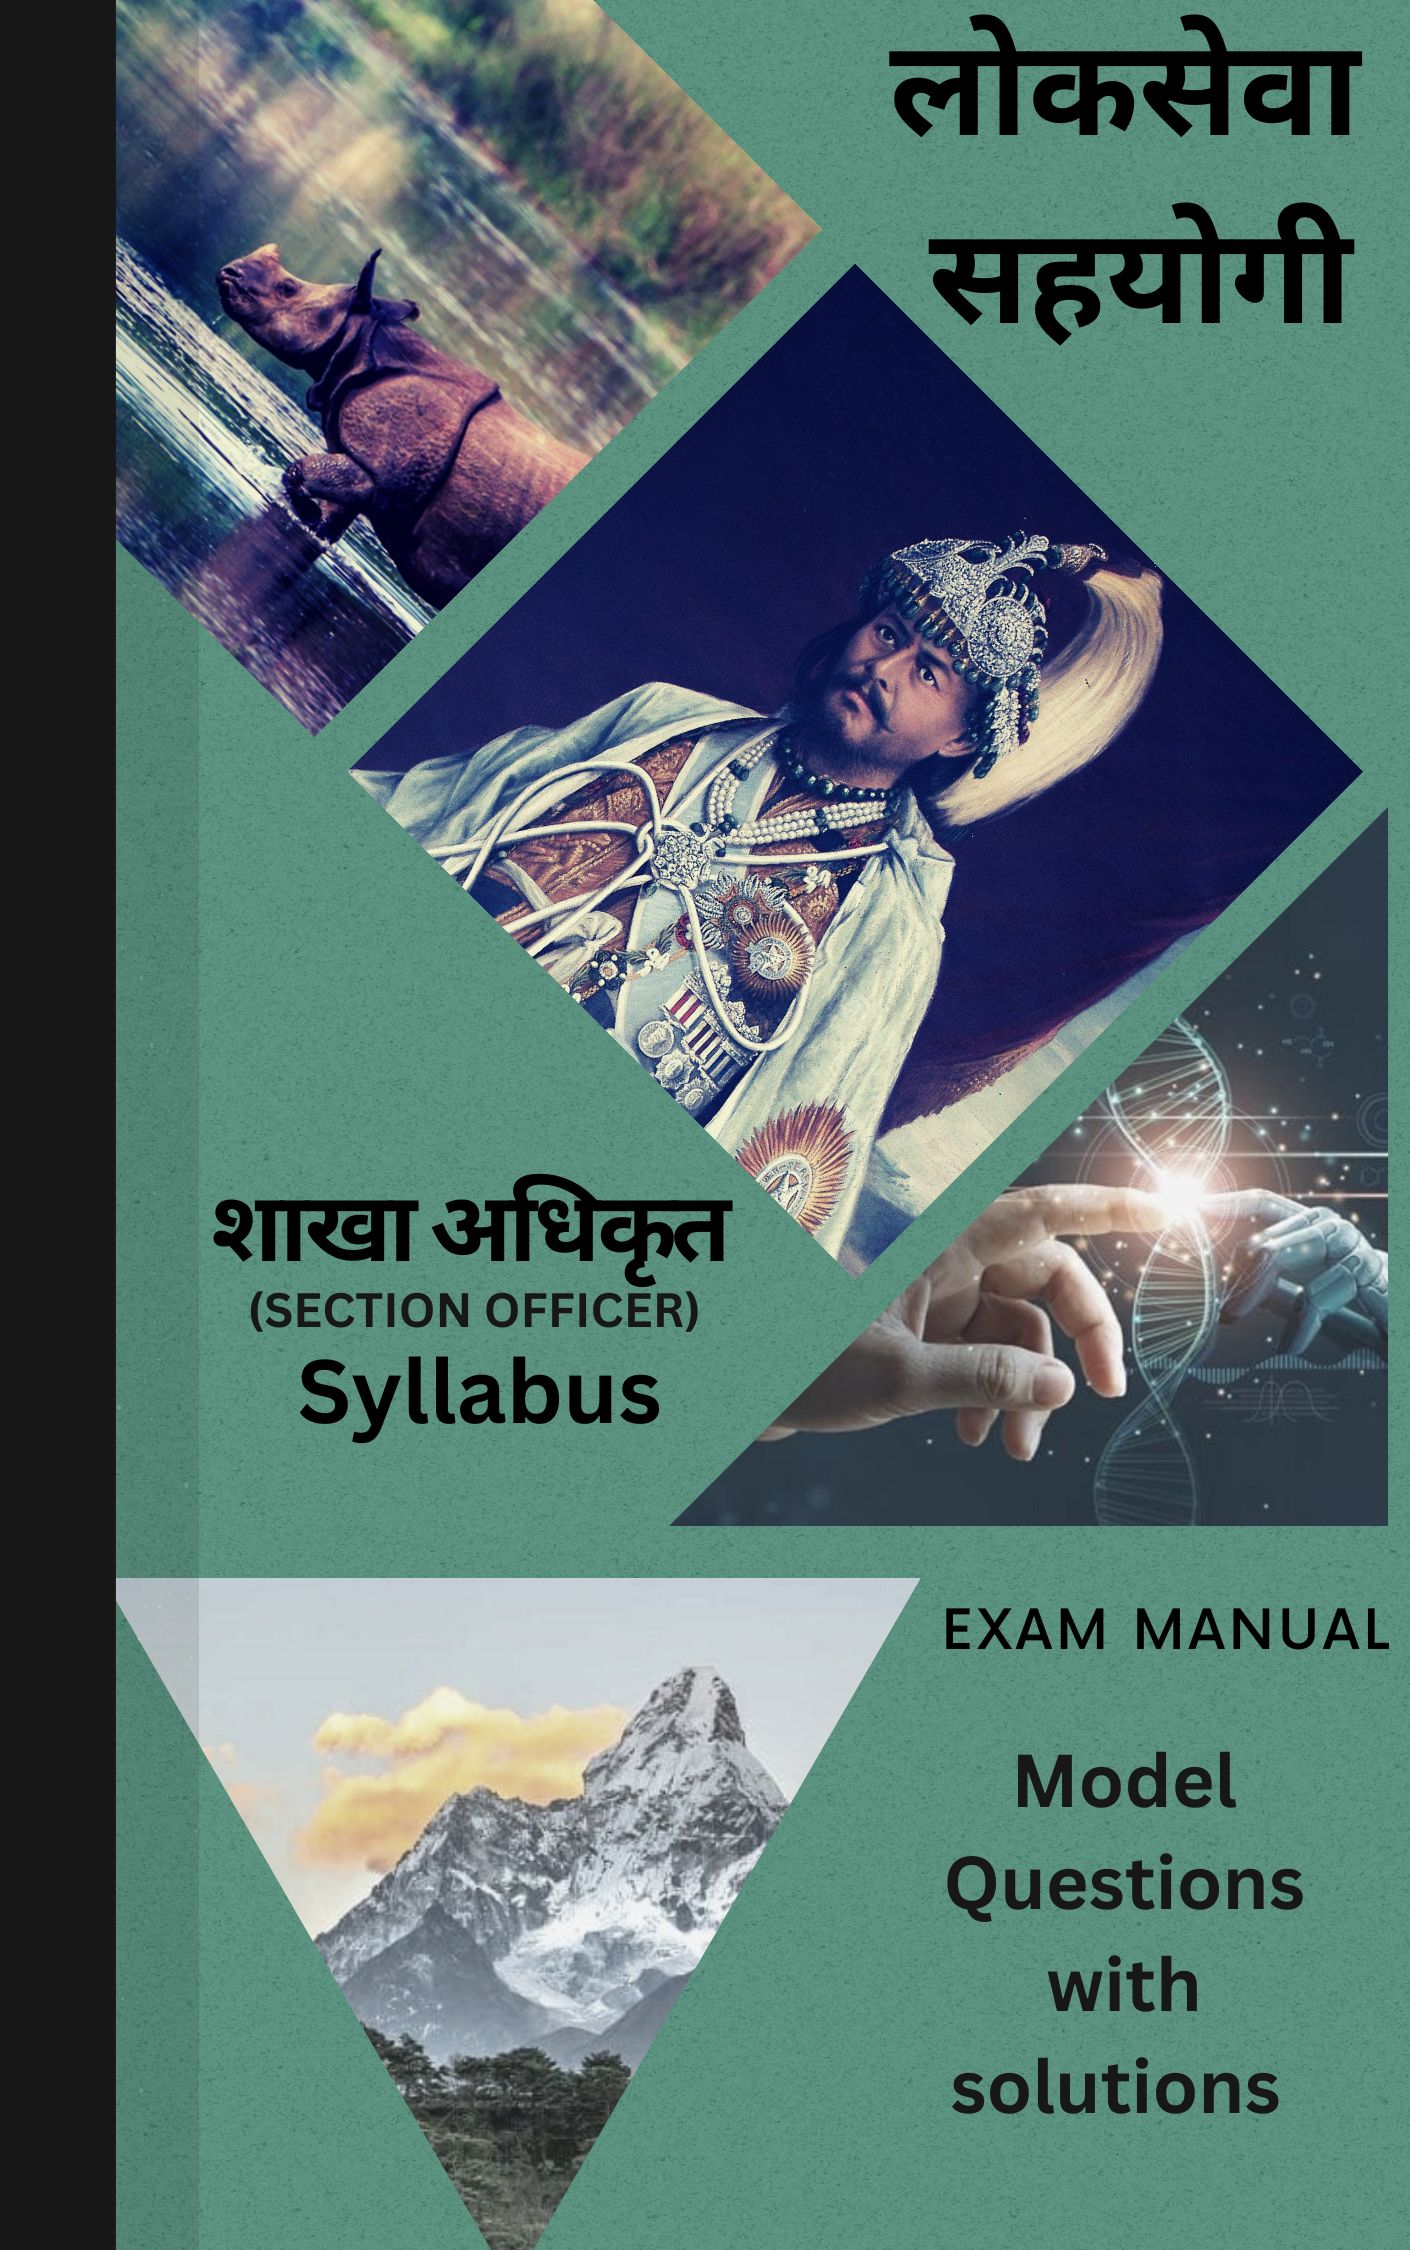 लोकसेवा
सहयोगी
शाखा अधिकृत
(SECTION OFFICER)
Syllabus
EXAM MANUAL
Model
Questions
with
solutions